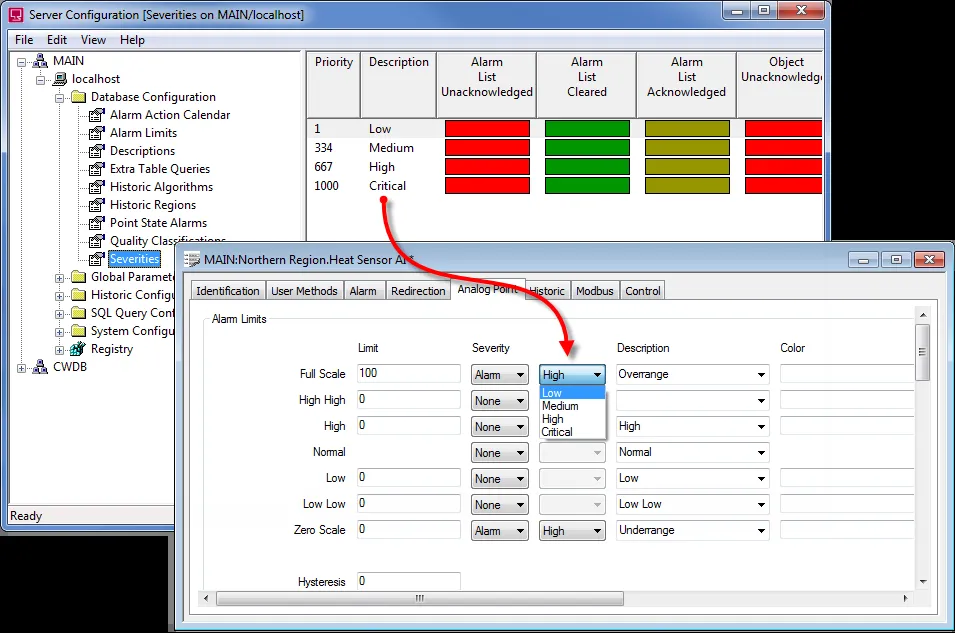 Server Configuration [Severities on MAIN/localhost]
File Edit View Help
MAIN
localhost
Database Configuration
Alarm Action Calendar
Alarm Limits
Descriptions
Extra Table Queries
Historic Algorithms
Historic Regions
Point State Alarms
Quality Classifications
Severities
Global Paramete
Historic Configu
SQL Query Con
System Configu
Registry
CWDB
Ready
Priority Description Alarm List Unacknowledged Alarm List Cleared Alarm List Acknowledged Object Unacknowledge
1 Low
334 Medium
667 High
1000 Critical
MAIN:Northern Region.Heat Sensor AI *
Identification User Methods Alarm Redirection Analog Point Historic Modbus Control
Alarm Limits
Limit Severity Description Color
Full Scale 100 Alarm High Overrange
High High 0 None
High 0 None High
Normal None Normal
Low 0 None Low
Low Low 0 None Low Low
Zero Scale 0 Alarm High Underrange
Hysteresis 0
Low
Medium
High
Critical